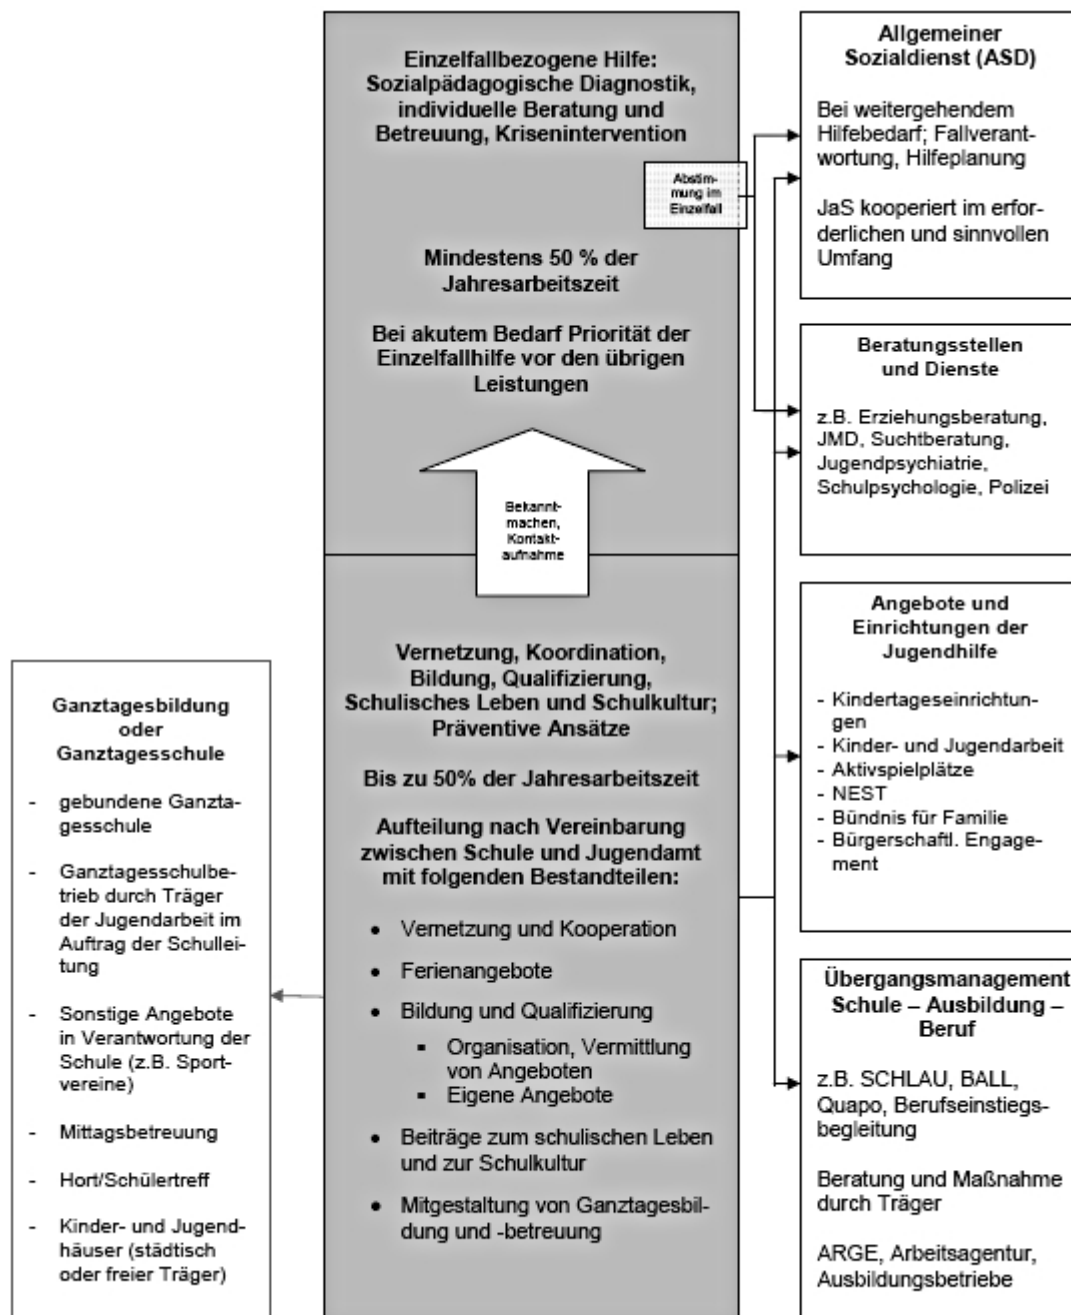 Einzelfallbezogene Hilfe:
Sozialpädagogische Diagnostik,
individuelle Beratung und
Betreuung, Krisenintervention
Abstim-
mung im
Einzelfall
Mindestens 50 % der
Jahresarbeitszeit
Bei akutem Bedarf Priorität der
Einzelfallhilfe vor den übrigen
Leistungen
Bekannt-
machen,
Kontakt-
aufnahme
Vernetzung, Koordination,
Bildung, Qualifizierung,
Schulisches Leben und Schulkultur;
Präventive Ansätze
Bis zu 50% der Jahresarbeitszeit
Aufteilung nach Vereinbarung
zwischen Schule und Jugendamt
mit folgenden Bestandteilen:
• Vernetzung und Kooperation
• Ferienangebote
• Bildung und Qualifizierung
▪ Organisation, Vermittlung
von Angeboten
▪ Eigene Angebote
• Beiträge zum schulischen Leben
und zur Schulkultur
• Mitgestaltung von Ganztagesbil-
dung und -betreuung
Ganztagesbildung
oder
Ganztagesschule
- gebundene Ganzta-
gesschule
- Ganztagesschulbe-
trieb durch Träger
der Jugendarbeit im
Auftrag der Schullei-
tung
- Sonstige Angebote
in Verantwortung der
Schule (z.B. Sport-
vereine)
- Mittagsbetreuung
- Hort/Schülertreff
- Kinder- und Jugend-
häuser (städtisch
oder freier Träger)
Allgemeiner
Sozialdienst (ASD)
Bei weitergehendem
Hilfebedarf; Fallverant-
wortung, Hilfeplanung
JaS kooperiert im erfor-
derlichen und sinnvollen
Umfang
Beratungsstellen
und Dienste
z.B. Erziehungsberatung,
JMD, Suchtberatung,
Jugendpsychiatrie,
Schulpsychologie, Polizei
Angebote und
Einrichtungen der
Jugendhilfe
- Kindertageseinrichtun-
gen
- Kinder- und Jugendarbeit
- Aktivspielplätze
- NEST
- Bündnis für Familie
- Bürgerschaftl. Engage-
ment
Übergangsmanagement
Schule – Ausbildung –
Beruf
z.B. SCHLAU, BALL,
Quapo, Berufseinstiegs-
begleitung
Beratung und Maßnahme
durch Träger
ARGE, Arbeitsagentur,
Ausbildungsbetriebe